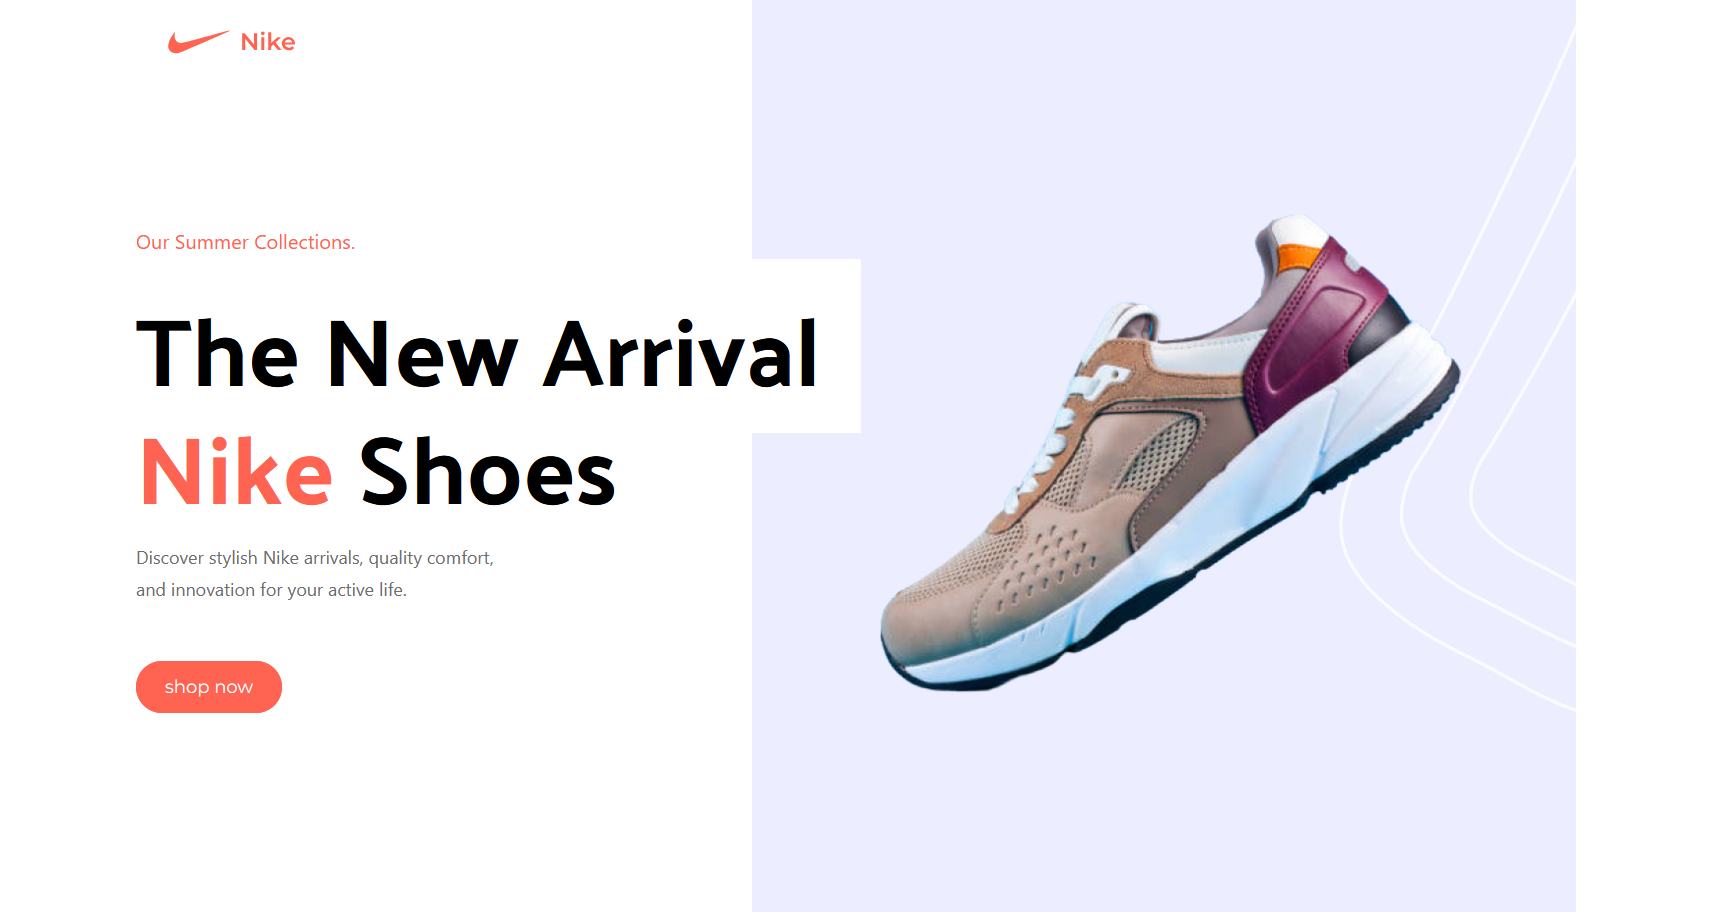 Nike
Our Summer Collections.
The New Arrival
Nike Shoes
Discover stylish Nike arrivals, quality comfort,
and innovation for your active life.
shop now